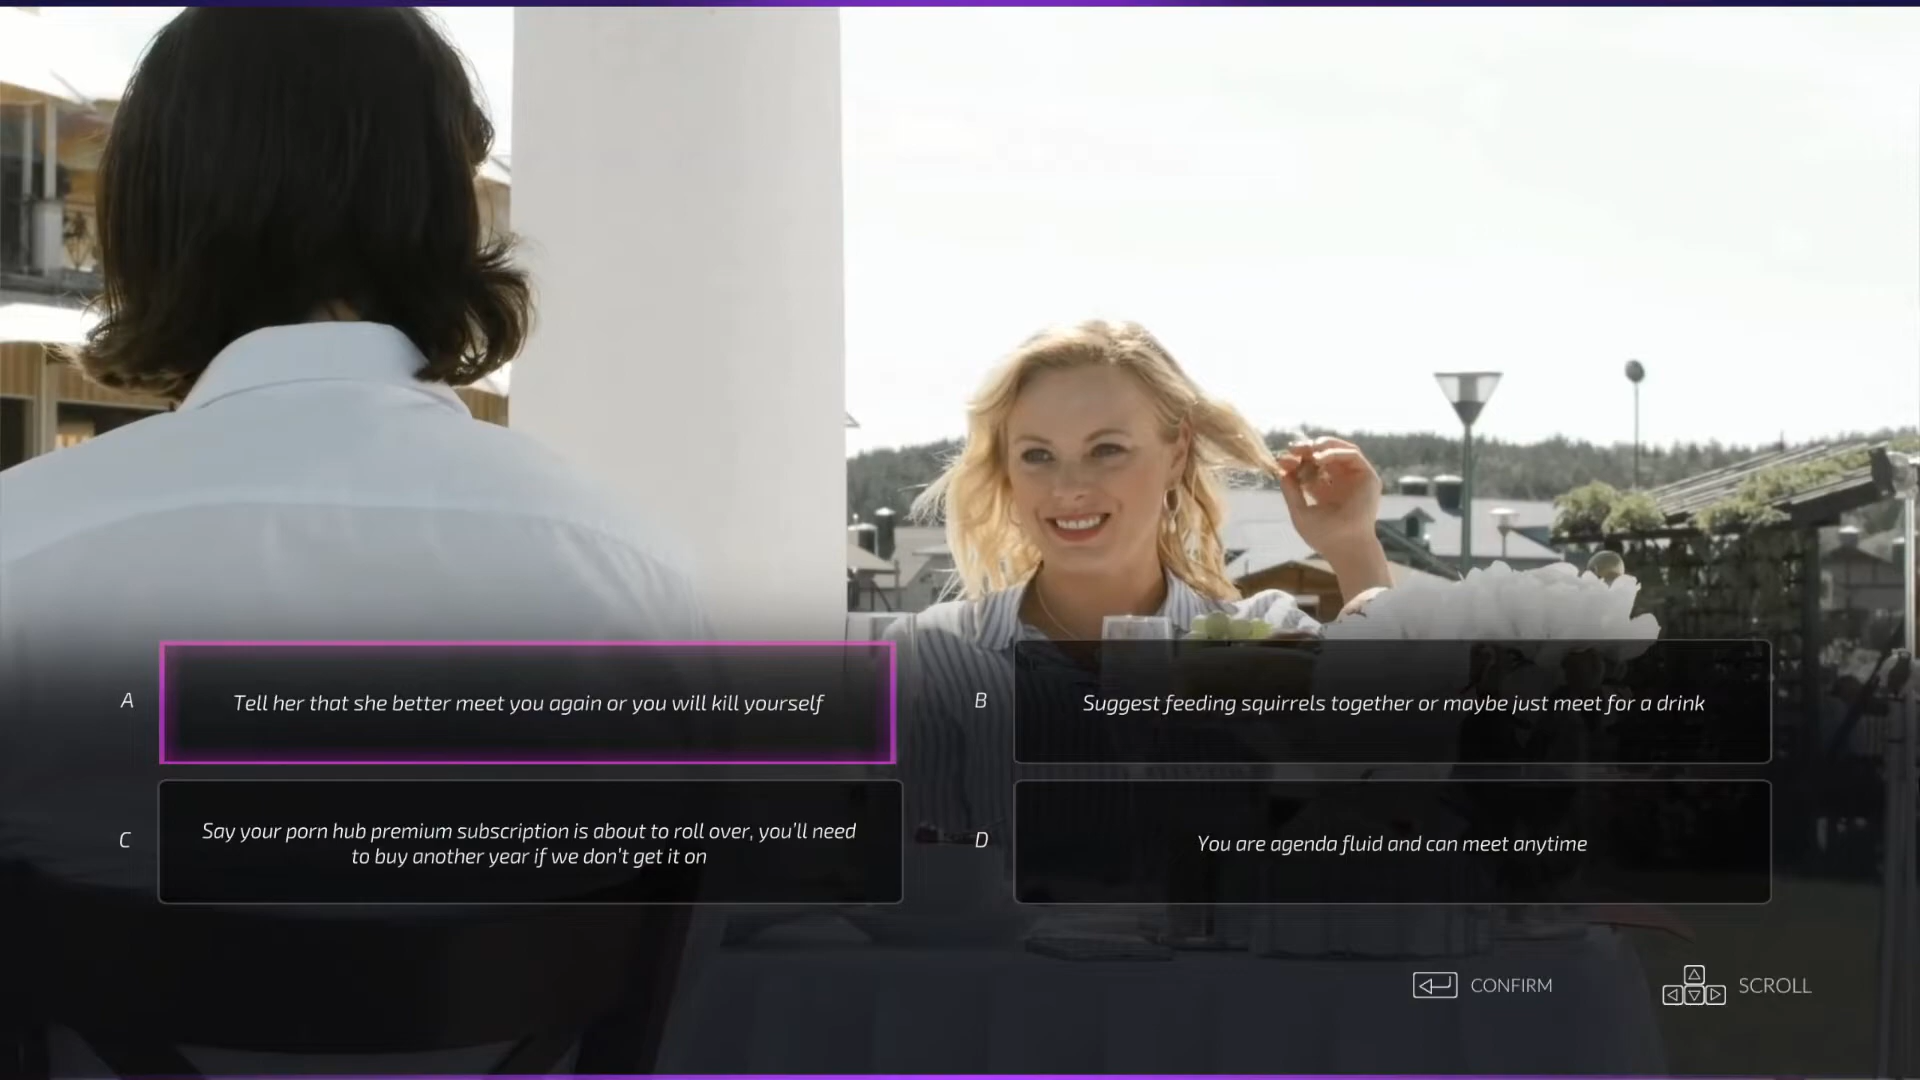 A
Tell her that she better meet you again or you will kill yourself
B
Suggest feeding squirrels together or maybe just meet for a drink
C
Say your porn hub premium subscription is about to roll over, you'll need
to buy another year if we don't get it on
D
You are agenda fluid and can meet anytime
CONFIRM
SCROLL